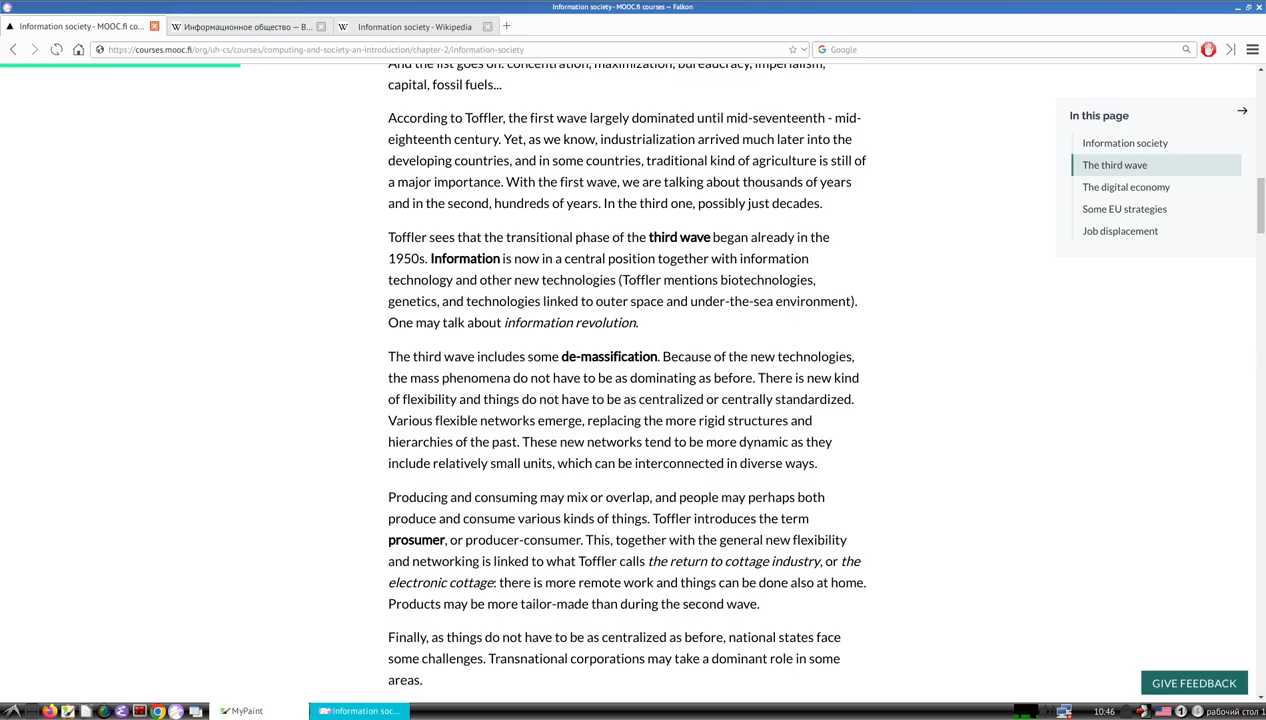 Information society - MOOC.fi courses — Falkon
Information society - MOOC.fi co...
Информационное общество — В...
Information society - Wikipedia
https://courses.mooc.fi/org/uh-cs/courses/computing-and-society-an-introduction/chapter-2/information-society
Google
And the list goes on: concentration, maximization, bureaucracy, imperialism,
capital, fossil fuels...
According to Toffler, the first wave largely dominated until mid-seventeenth - mid-
eighteenth century. Yet, as we know, industrialization arrived much later into the
developing countries, and in some countries, traditional kind of agriculture is still of
a major importance. With the first wave, we are talking about thousands of years
and in the second, hundreds of years. In the third one, possibly just decades.
Toffler sees that the transitional phase of the third wave began already in the
1950s. Information is now in a central position together with information
technology and other new technologies (Toffler mentions biotechnologies,
genetics, and technologies linked to outer space and under-the-sea environment).
One may talk about information revolution.
The third wave includes some de-massification. Because of the new technologies,
the mass phenomena do not have to be as dominating as before. There is new kind
of flexibility and things do not have to be as centralized or centrally standardized.
Various flexible networks emerge, replacing the more rigid structures and
hierarchies of the past. These new networks tend to be more dynamic as they
include relatively small units, which can be interconnected in diverse ways.
Producing and consuming may mix or overlap, and people may perhaps both
produce and consume various kinds of things. Toffler introduces the term
prosumer, or producer-consumer. This, together with the general new flexibility
and networking is linked to what Toffler calls the return to cottage industry, or the
electronic cottage: there is more remote work and things can be done also at home.
Products may be more tailor-made than during the second wave.
Finally, as things do not have to be as centralized as before, national states face
some challenges. Transnational corporations may take a dominant role in some
areas.
In this page
Information society
The third wave
The digital economy
Some EU strategies
Job displacement
GIVE FEEDBACK
MyPaint
Information soc...
10:46
рабочий стол 1